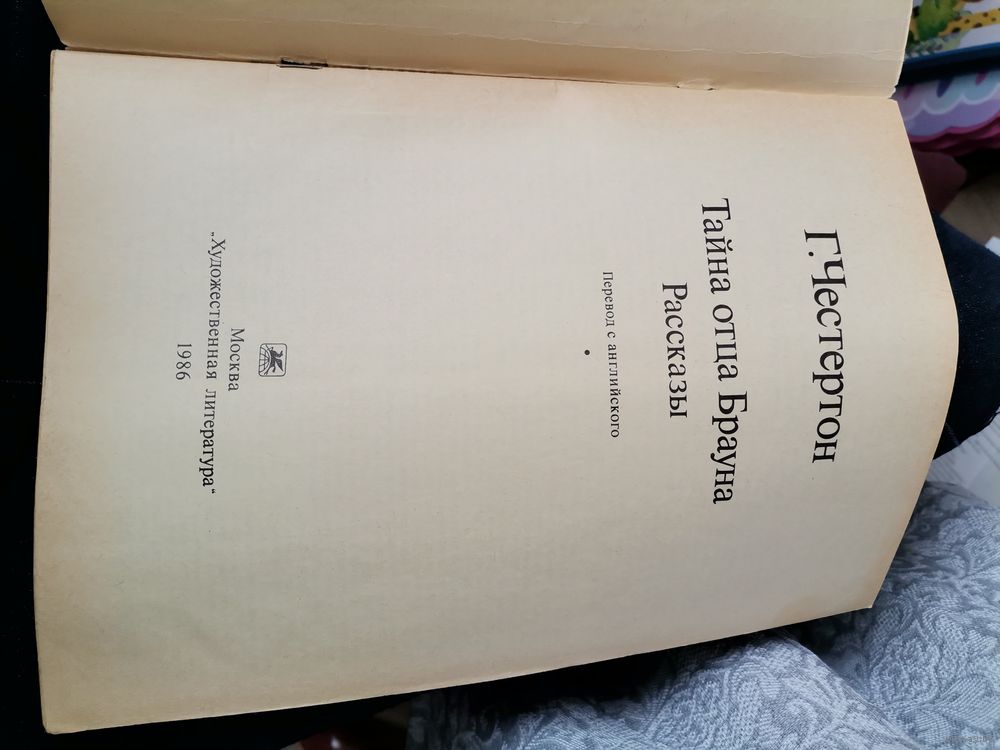 Г. Честертон
Тайна отца Брауна
Рассказы
Перевод с английского
Москва
„Художественная литература“
1986